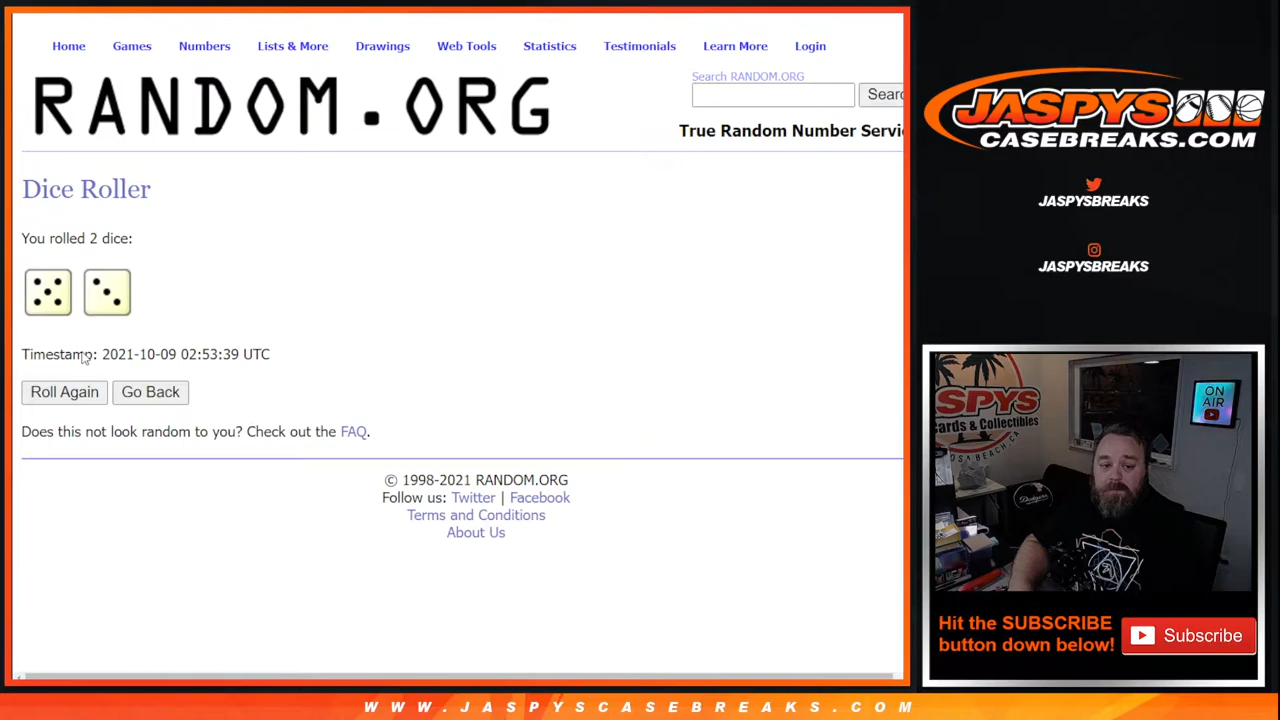 Home Games Numbers Lists & More Drawings Web Tools Statistics Testimonials Learn More Login
RANDOM.ORG
Search RANDOM.ORG
Searc
True Random Number Servi
Dice Roller
You rolled 2 dice:
Timestamp: 2021-10-09 02:53:39 UTC
Roll Again Go Back
Does this not look random to you? Check out the FAQ.
© 1998-2021 RANDOM.ORG
Follow us: Twitter | Facebook
Terms and Conditions
About Us
JASPYS
CASEBREAKS.COM
JASPYSBREAKS
JASPYSBREAKS
ON
AIR
Dodgers
Hit the SUBSCRIBE
button down below!
Subscribe
WWW.JASPYSCASEBREAKS.COM